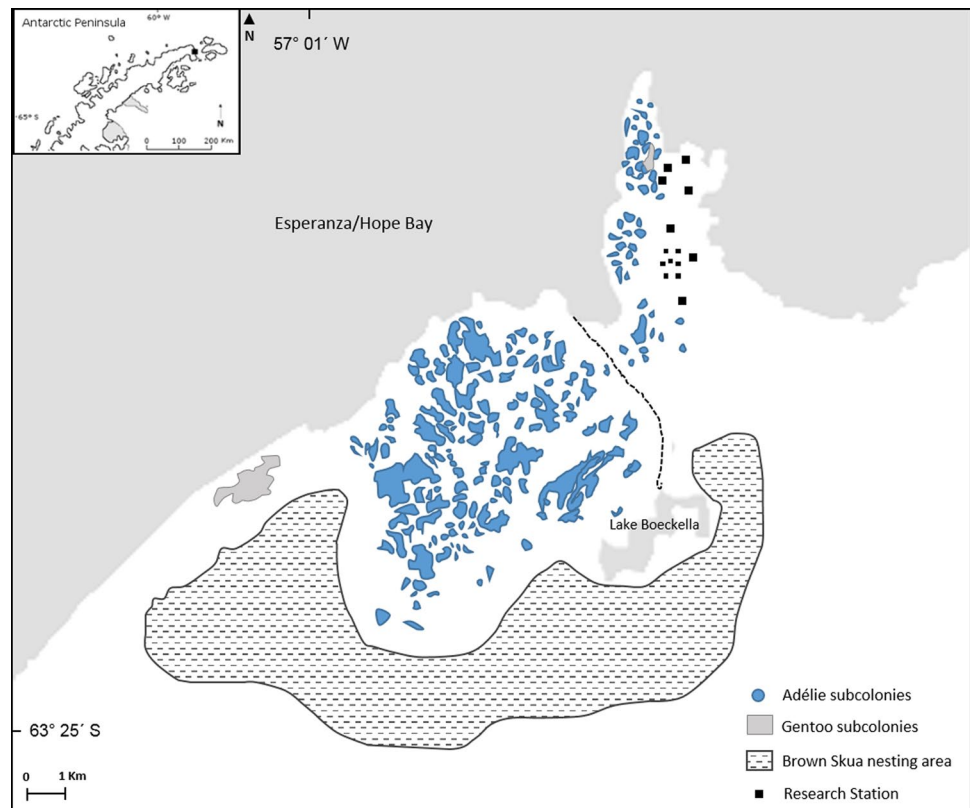 Antarctic Peninsula
60° W
-65° S
N
0 100 200 Km
N
57° 01´ W
Esperanza/Hope Bay
Lake Boeckella
63° 25´ S
0 1 Km
Adélie subcolonies
Gentoo subcolonies
Brown Skua nesting area
Research Station